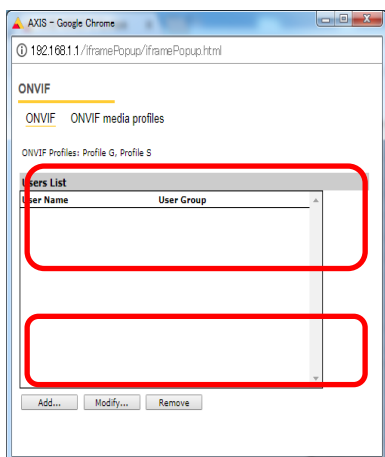 AXIS - Google Chrome
192.168.1.1/iframePopup/iframePopup.html
ONVIF
ONVIF ONVIF media profiles
ONVIF Profiles: Profile G, Profile S
Users List
User Name User Group
Add... Modify... Remove